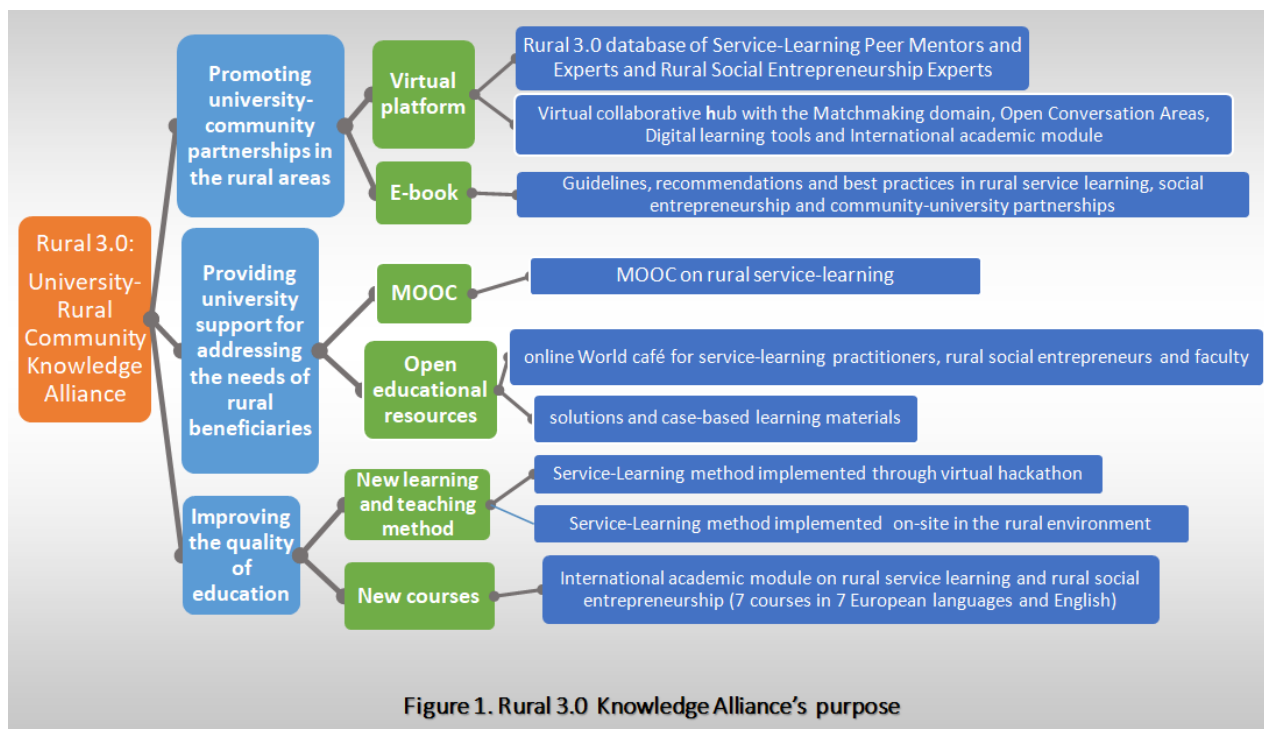 Rural 3.0:
University-
Rural
Community
Knowledge
Alliance
Promoting
university-
community
partnerships in
the rural areas
Virtual
platform
Rural 3.0 database of Service-Learning Peer Mentors and
Experts and Rural Social Entrepreneurship Experts
Virtual collaborative hub with the Matchmaking domain, Open Conversation Areas,
Digital learning tools and International academic module
E-book
Guidelines, recommendations and best practices in rural service learning, social
entrepreneurship and community-university partnerships
Providing
university
support for
addressing
the needs of
rural
beneficiaries
MOOC
MOOC on rural service-learning
Open
educational
resources
online World café for service-learning practitioners, rural social entrepreneurs and faculty
solutions and case-based learning materials
Improving
the quality
of
education
New learning
and teaching
method
Service-Learning method implemented through virtual hackathon
Service-Learning method implemented on-site in the rural environment
New courses
International academic module on rural service learning and rural social
entrepreneurship (7 courses in 7 European languages and English)
Figure 1. Rural 3.0 Knowledge Alliance's purpose